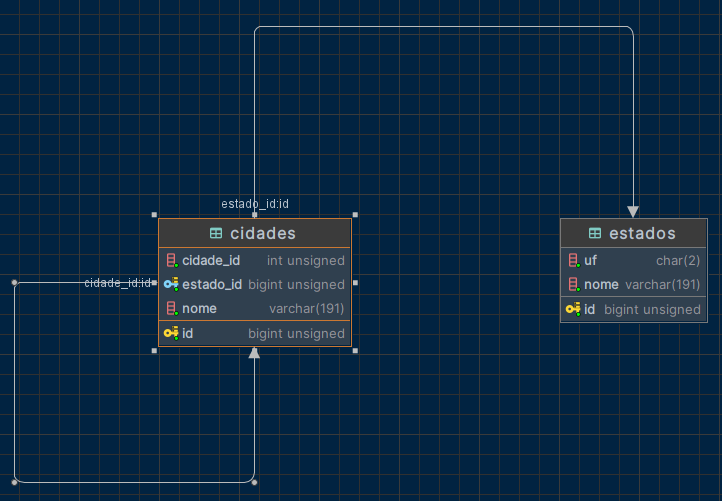 estado_id:id
cidades
cidade_id int unsigned
estado_id bigint unsigned
nome varchar(191)
id bigint unsigned
cidade_id:id
estados
uf char(2)
nome varchar(191)
id bigint unsigned